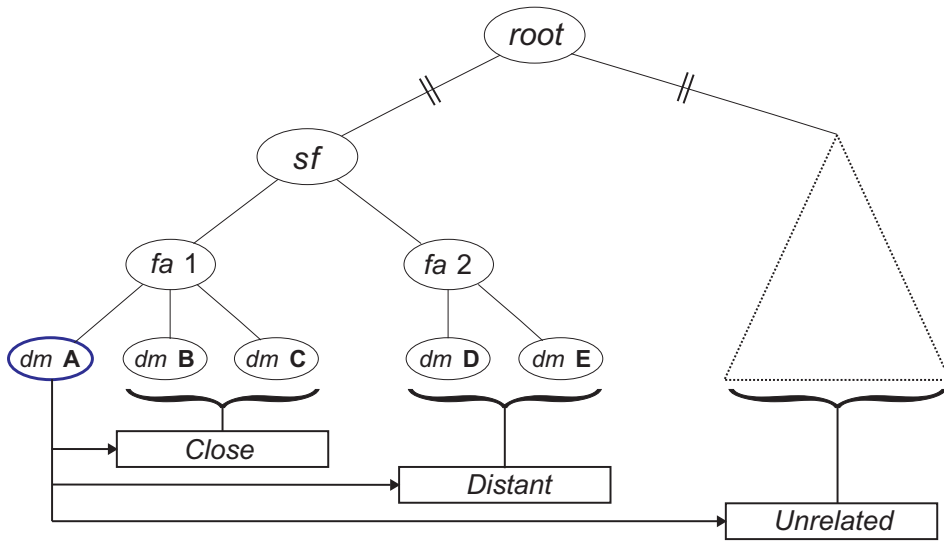 root
sf
fa 1
fa 2
dm A
dm B
dm C
dm D
dm E
Close
Distant
Unrelated